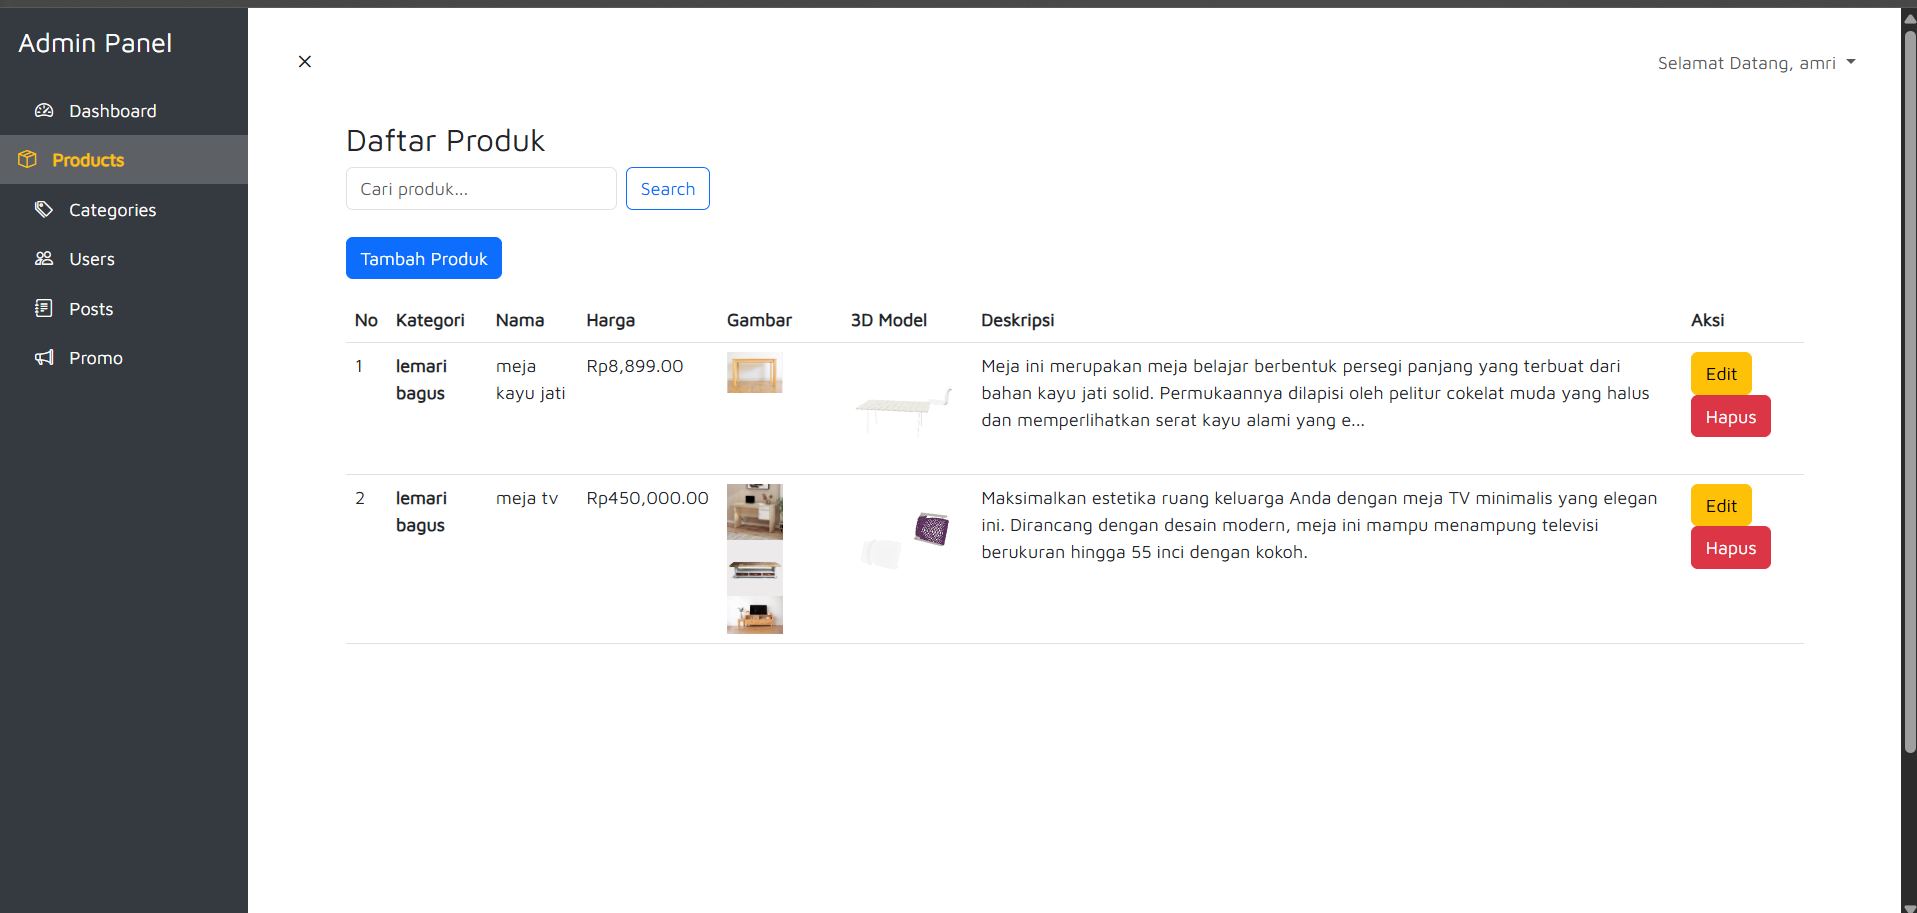 Admin Panel
Selamat Datang, amri
Dashboard
Products
Categories
Users
Posts
Promo
Daftar Produk
Cari produk...
Search
Tambah Produk
No Kategori Nama Harga Gambar 3D Model Deskripsi Aksi
1 lemari meja Rp8,899.00 Meja ini merupakan meja belajar berbentuk persegi panjang yang terbuat dari Edit
bagus kayu jati bahan kayu jati solid. Permukaannya dilapisi oleh pelitur cokelat muda yang halus
dan memperlihatkan serat kayu alami yang e... Hapus
2 lemari meja tv Rp450,000.00 Maksimalkan estetika ruang keluarga Anda dengan meja TV minimalis yang elegan Edit
bagus ini. Dirancang dengan desain modern, meja ini mampu menampung televisi
berukuran hingga 55 inci dengan kokoh. Hapus